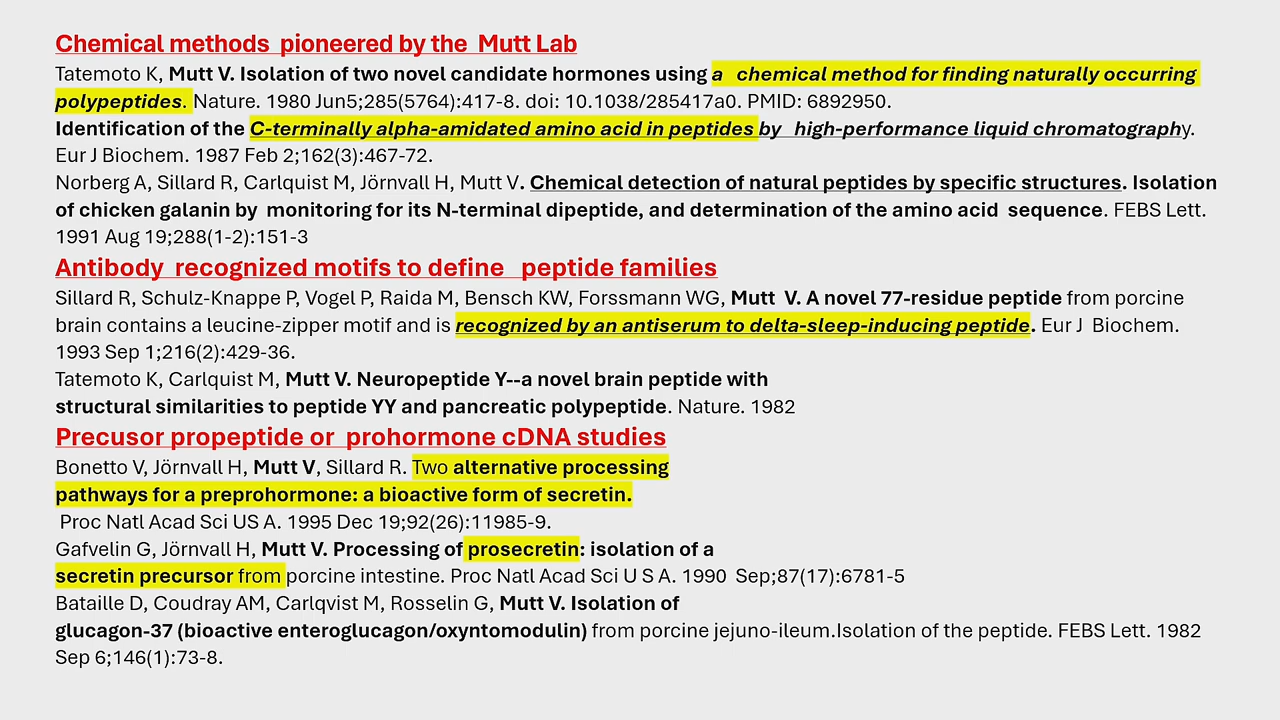 Chemical methods pioneered by the Mutt Lab
Tatemoto K, Mutt V. Isolation of two novel candidate hormones using a chemical method for finding naturally occurring
polypeptides. Nature. 1980 Jun5;285(5764):417-8. doi: 10.1038/285417a0. PMID: 6892950.
Identification of the C-terminally alpha-amidated amino acid in peptides by high-performance liquid chromatography.
Eur J Biochem. 1987 Feb 2;162(3):467-72.
Norberg A, Sillard R, Carlquist M, Jörnvall H, Mutt V. Chemical detection of natural peptides by specific structures. Isolation
of chicken galanin by monitoring for its N-terminal dipeptide, and determination of the amino acid sequence. FEBS Lett.
1991 Aug 19;288(1-2):151-3
Antibody recognized motifs to define peptide families
Sillard R, Schulz-Knappe P, Vogel P, Raida M, Bensch KW, Forssmann WG, Mutt V. A novel 77-residue peptide from porcine
brain contains a leucine-zipper motif and is recognized by an antiserum to delta-sleep-inducing peptide. Eur J Biochem.
1993 Sep 1;216(2):429-36.
Tatemoto K, Carlquist M, Mutt V. Neuropeptide Y--a novel brain peptide with
structural similarities to peptide YY and pancreatic polypeptide. Nature. 1982
Precusor propeptide or prohormone cDNA studies
Bonetto V, Jörnvall H, Mutt V, Sillard R. Two alternative processing
pathways for a preprohormone: a bioactive form of secretin.
Proc Natl Acad Sci US A. 1995 Dec 19;92(26):11985-9.
Gafvelin G, Jörnvall H, Mutt V. Processing of prosecretin: isolation of a
secretin precursor from porcine intestine. Proc Natl Acad Sci U S A. 1990 Sep;87(17):6781-5
Bataille D, Coudray AM, Carlqvist M, Rosselin G, Mutt V. Isolation of
glucagon-37 (bioactive enteroglucagon/oxyntomodulin) from porcine jejuno-ileum.Isolation of the peptide. FEBS Lett. 1982
Sep 6;146(1):73-8.